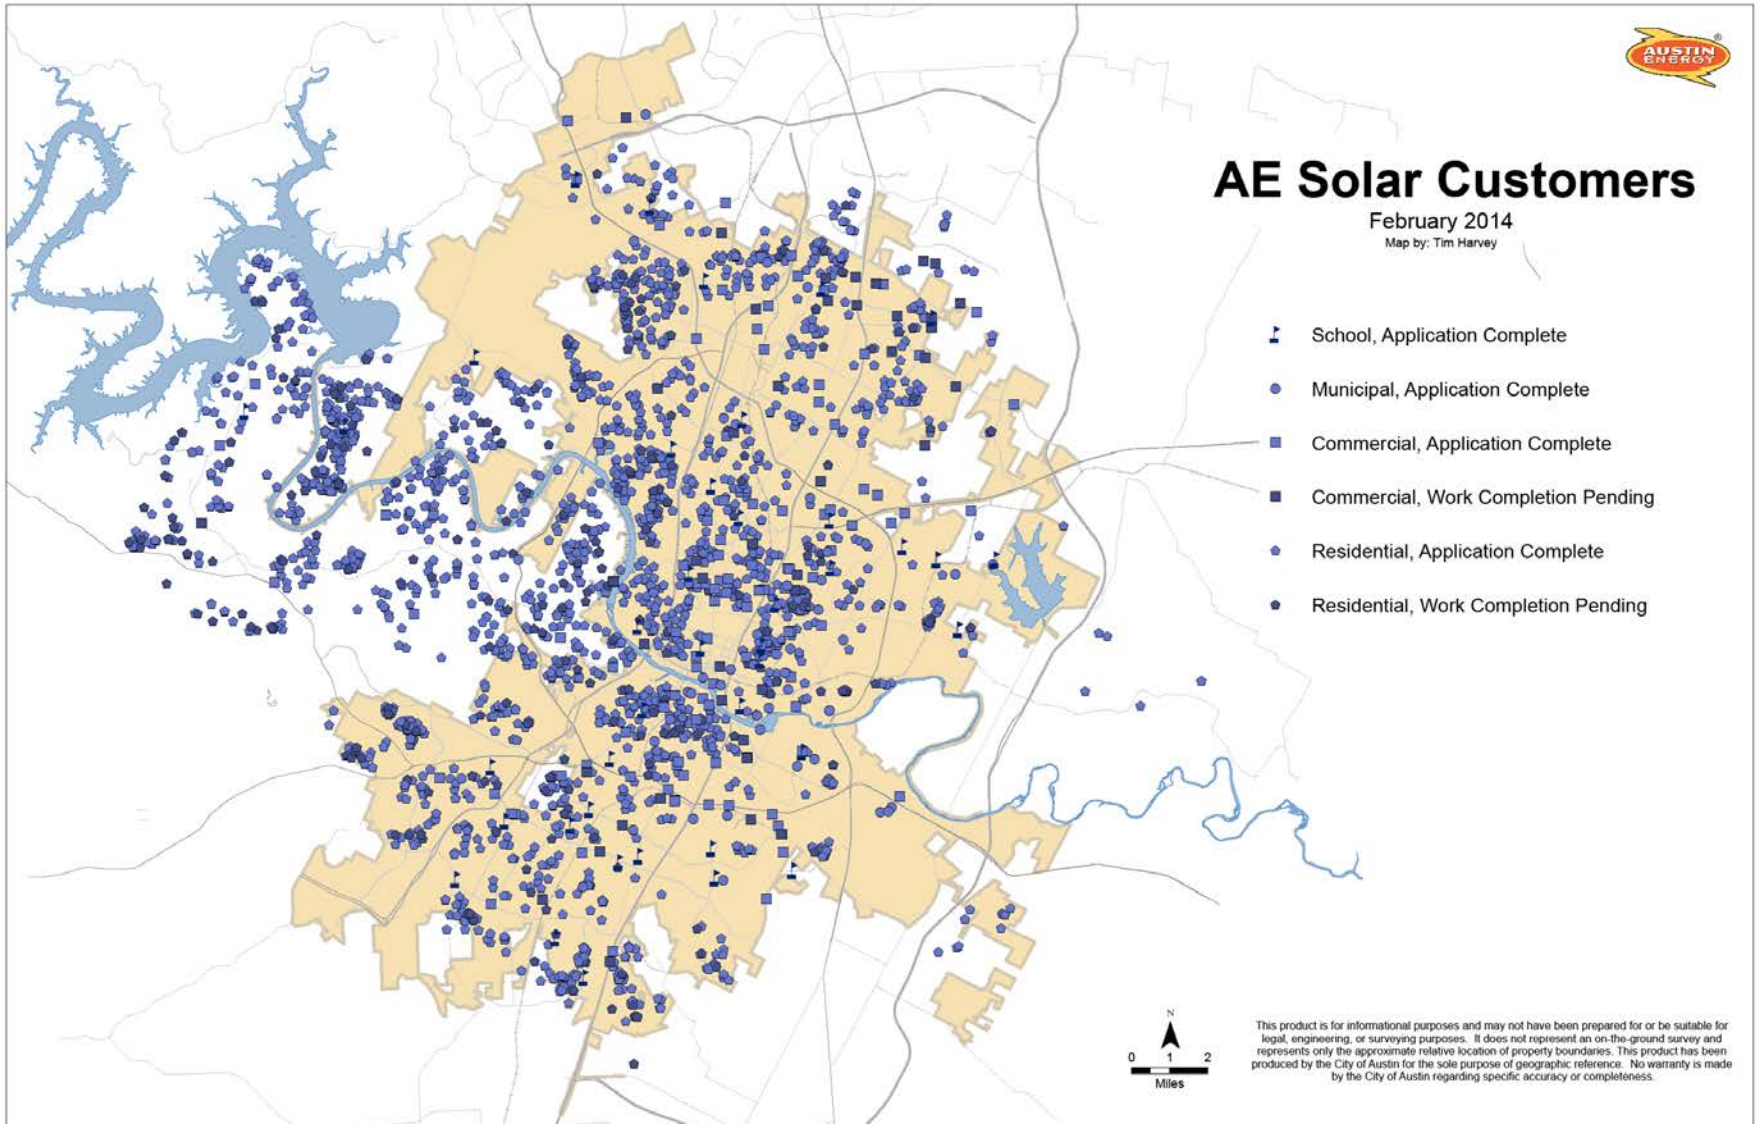 AUSTIN
ENERGY
®
AE Solar Customers
February 2014
Map by: Tim Harvey
School, Application Complete
Municipal, Application Complete
Commercial, Application Complete
Commercial, Work Completion Pending
Residential, Application Complete
Residential, Work Completion Pending
N
0 1 2
Miles
This product is for informational purposes and may not have been prepared for or be suitable for
legal, engineering, or surveying purposes. It does not represent an on-the-ground survey and
represents only the approximate relative location of property boundaries. This product has been
produced by the City of Austin for the sole purpose of geographic reference. No warranty is made
by the City of Austin regarding specific accuracy or completeness.